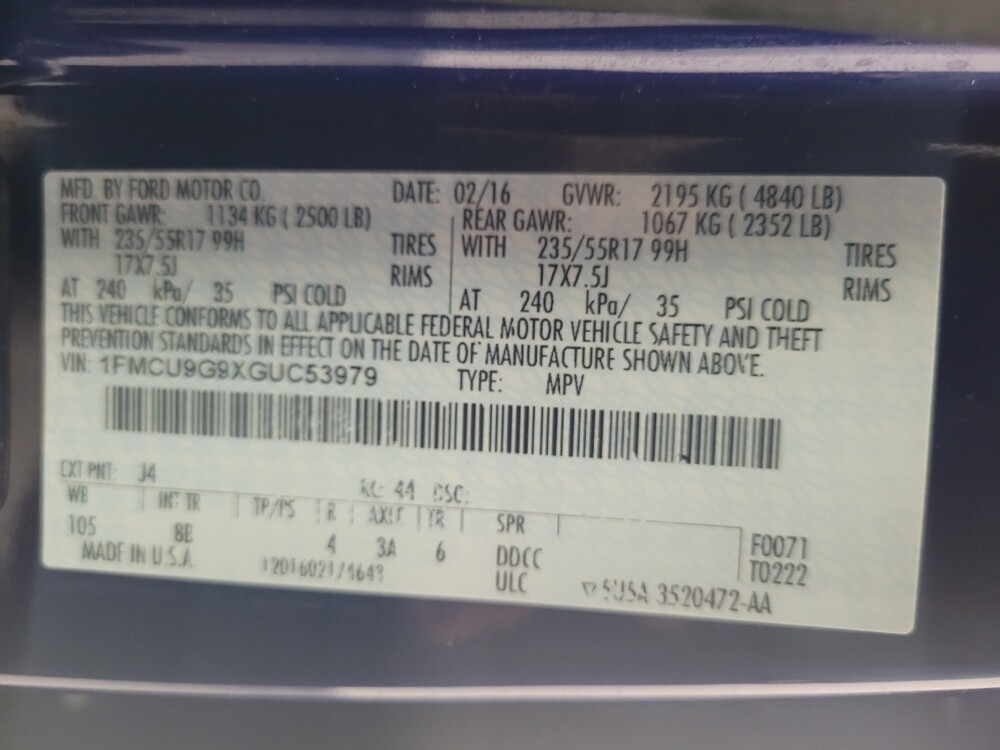 MFD. BY FORD MOTOR CO. DATE: 02/16 GVWR: 2195 KG ( 4840 LB)
FRONT GAWR: 1134 KG ( 2500 LB) REAR GAWR: 1067 KG ( 2352 LB)
WITH 235/55R17 99H TIRES WITH 235/55R17 99H TIRES
17X7.5J RIMS 17X7.5J RIMS
AT 240 kPa/ 35 PSI COLD AT 240 kPa/ 35 PSI COLD
THIS VEHICLE CONFORMS TO ALL APPLICABLE FEDERAL MOTOR VEHICLE SAFETY AND THEFT
PREVENTION STANDARDS IN EFFECT ON THE DATE OF MANUFACTURE SHOWN ABOVE.
VIN: 1FMCU9G9XGUC53979 TYPE: MPV
EXT PNT: J4 RC: 44 DSO:
WB INT TR TP/PS R AXLE TR SPR
105 8E 4 3A 6 DDCC F0071
MADE IN U.S.A. ULC T0222
5U5A-3520472-AA